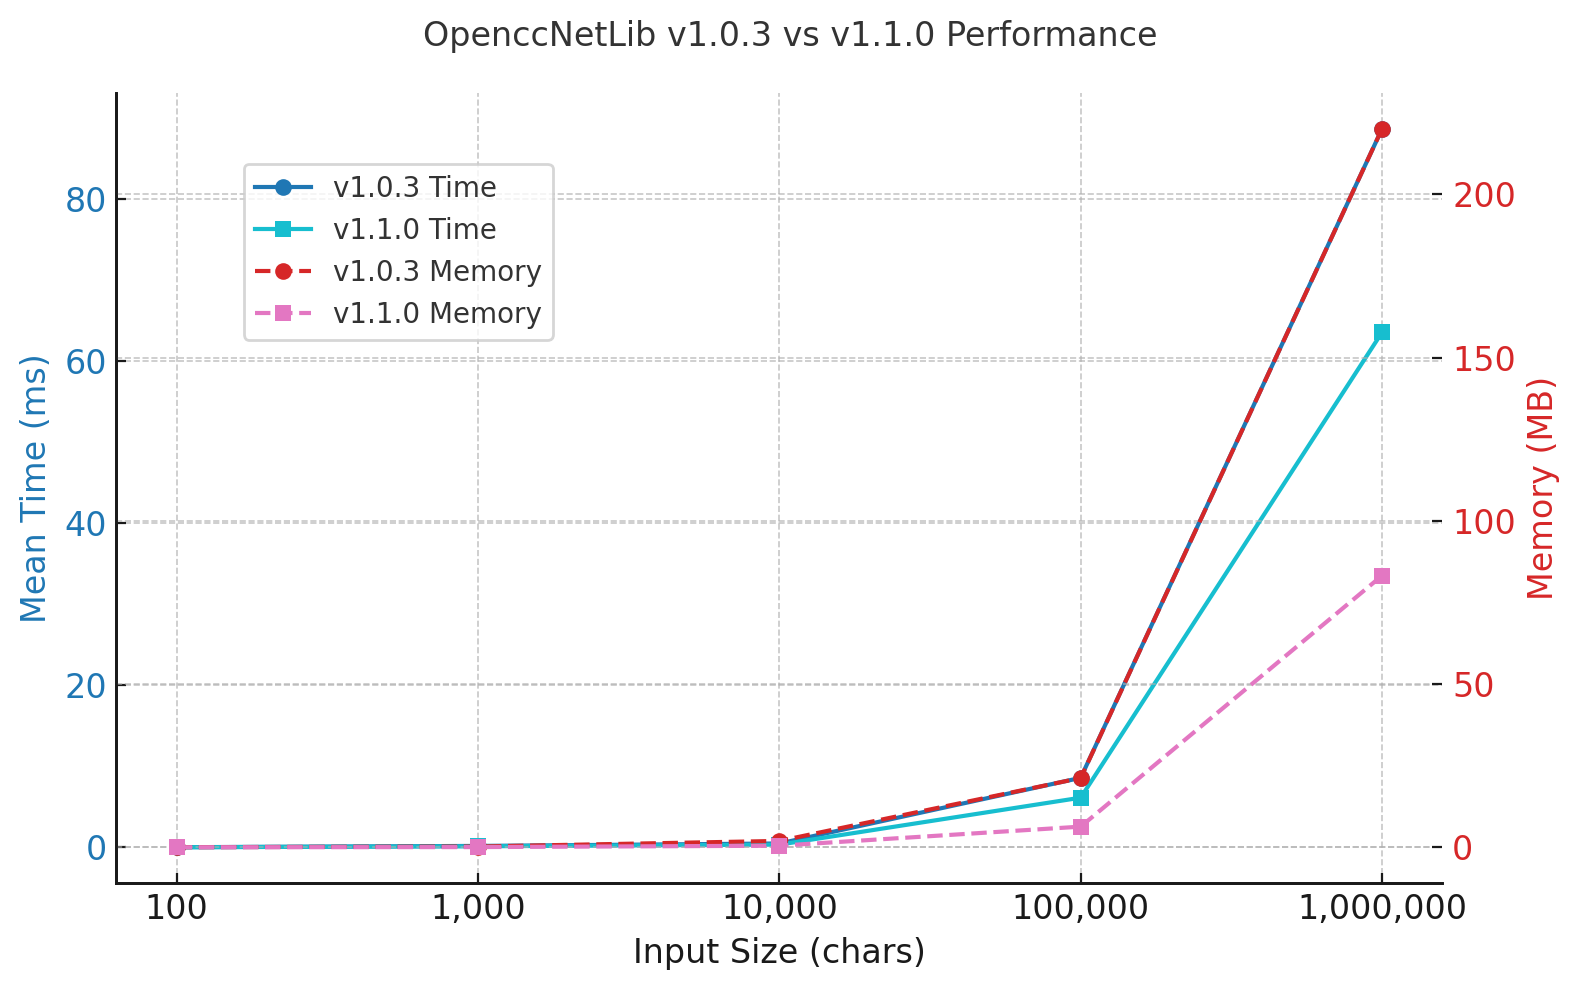 OpenccNetLib v1.0.3 vs v1.1.0 Performance
v1.0.3 Time
v1.1.0 Time
v1.0.3 Memory
v1.1.0 Memory
Mean Time (ms)
80
60
40
20
0
200
150
100
50
0
Memory (MB)
100
1,000
10,000
100,000
1,000,000
Input Size (chars)